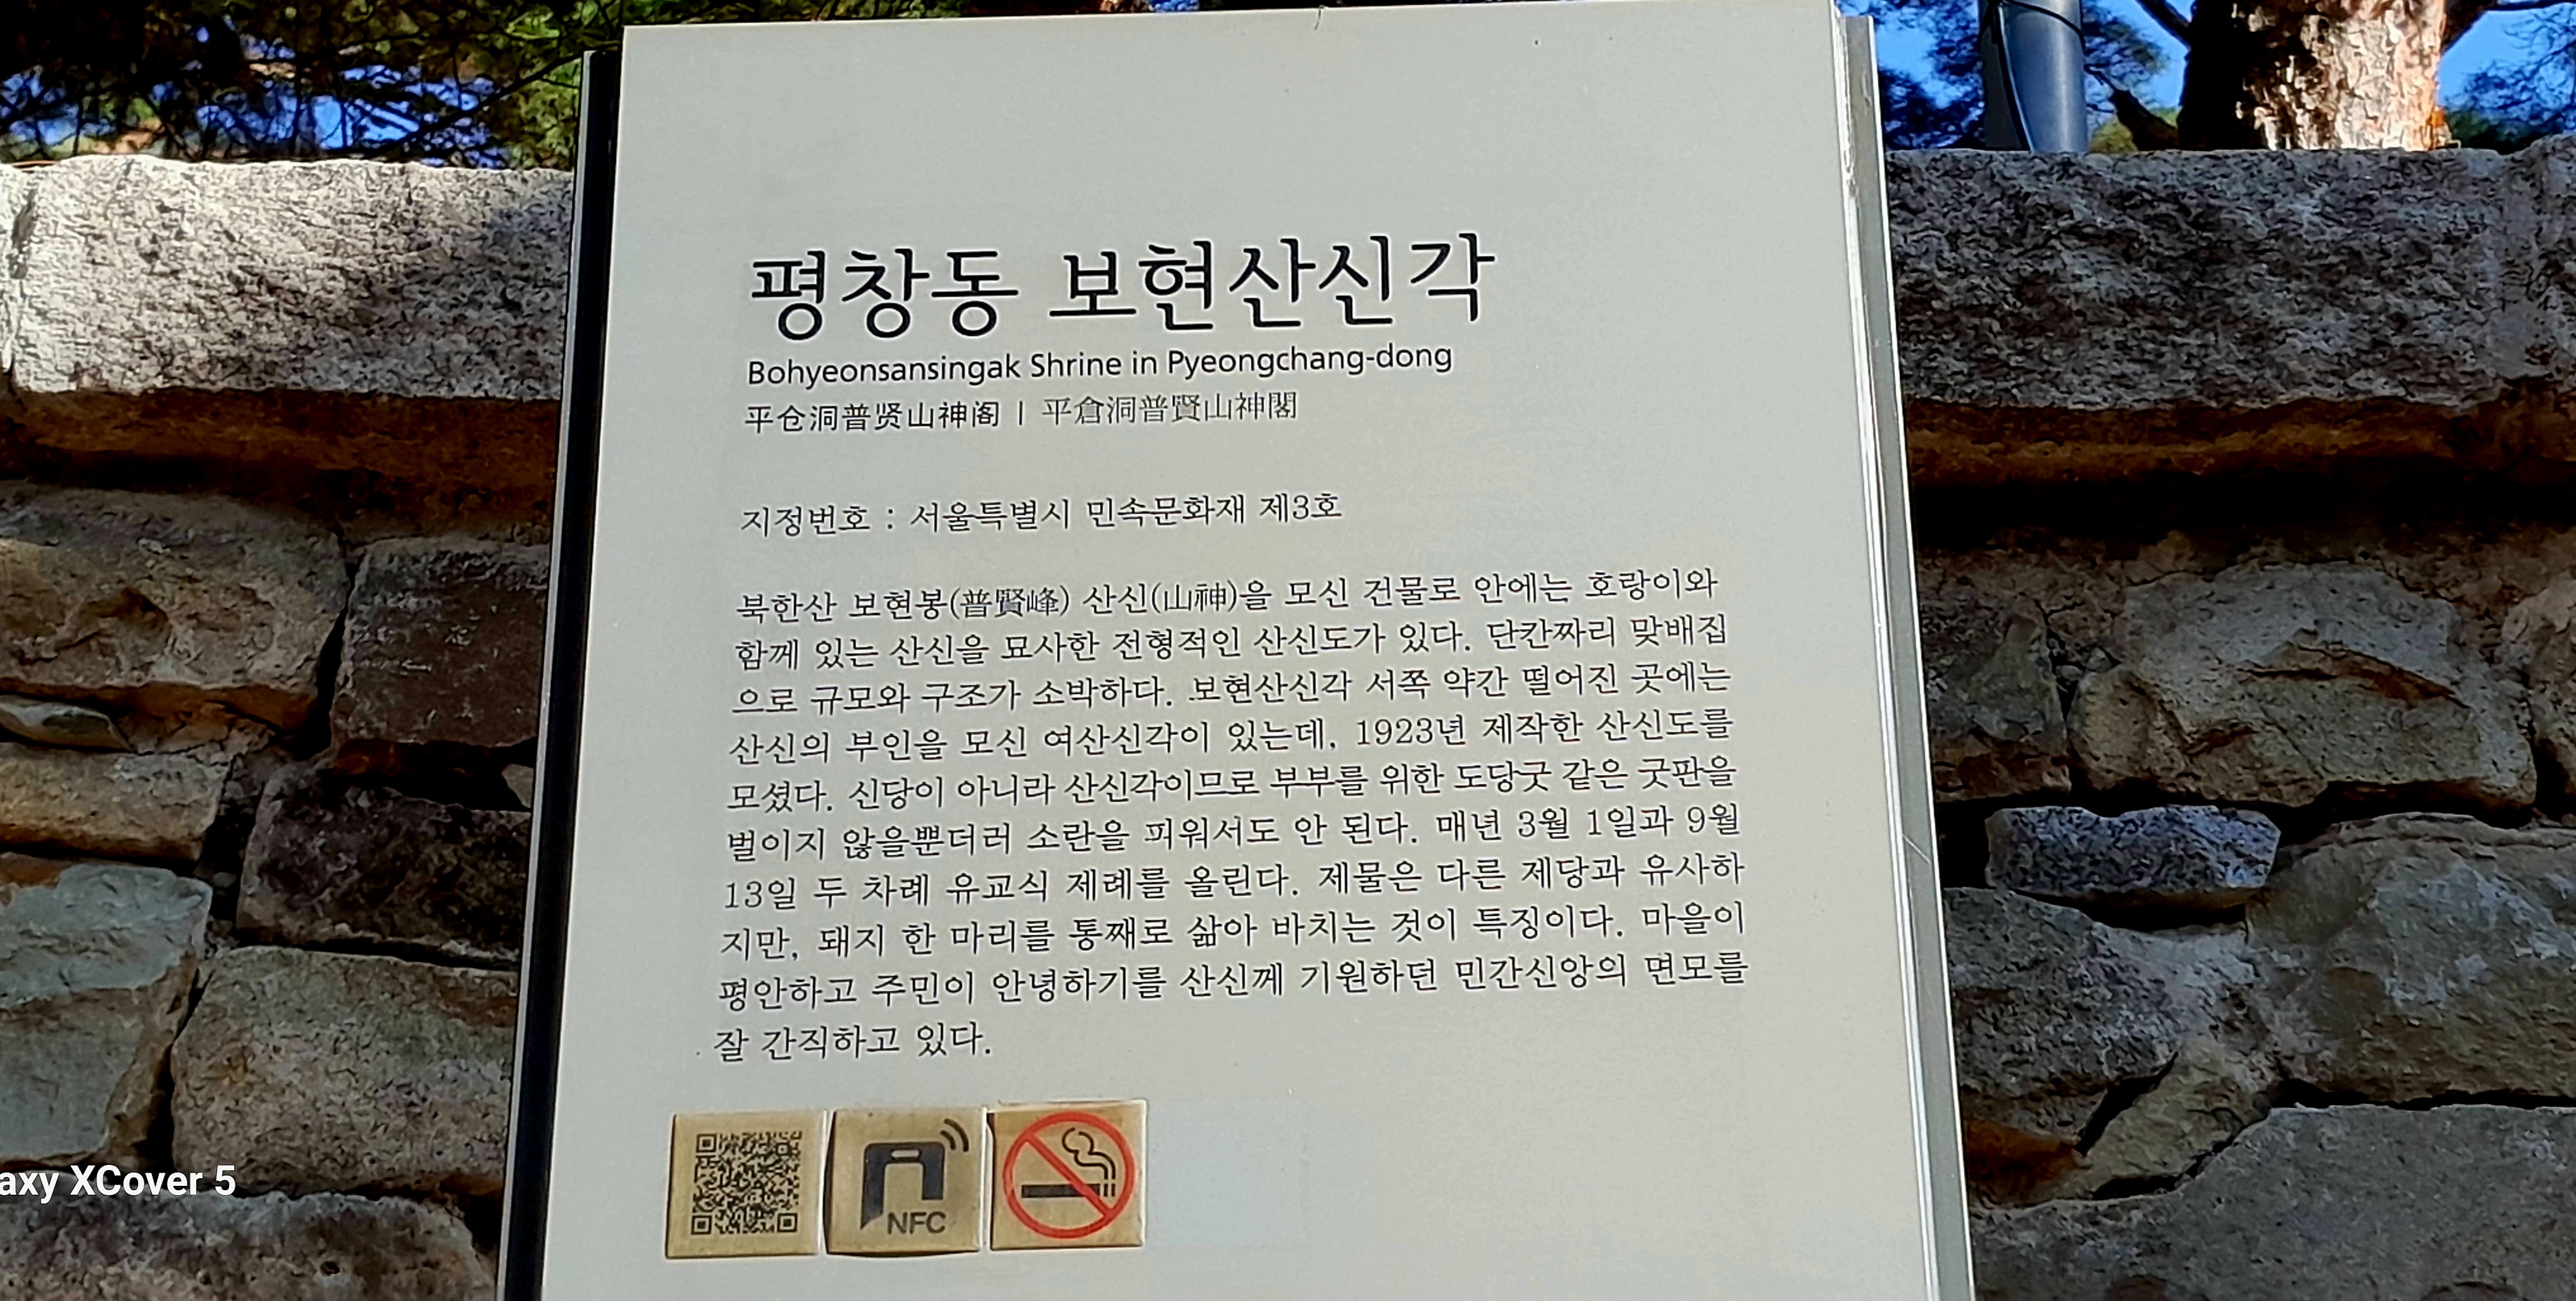 평창동 보현산신각
Bohyeonsansingak Shrine in Pyeongchang-dong
平仓洞普贤山神阁 | 平倉洞普賢山神閣
지정번호 : 서울특별시 민속문화재 제3호
북한산 보현봉(普賢峰) 산신(山神)을 모신 건물로 안에는 호랑이와
함께 있는 산신을 묘사한 전형적인 산신도가 있다. 단칸짜리 맞배집
으로 규모와 구조가 소박하다. 보현산신각 서쪽 약간 떨어진 곳에는
산신의 부인을 모신 여산신각이 있는데, 1923년 제작한 산신도를
모셨다. 신당이 아니라 산신각이므로 부부를 위한 도당굿 같은 굿판을
벌이지 않을뿐더러 소란을 피워서도 안 된다. 매년 3월 1일과 9월
13일 두 차례 유교식 제례를 올린다. 제물은 다른 제당과 유사하
지만, 돼지 한 마리를 통째로 삶아 바치는 것이 특징이다. 마을이
평안하고 주민이 안녕하기를 산신께 기원하던 민간신앙의 면모를
잘 간직하고 있다.
NFC
axy XCover 5